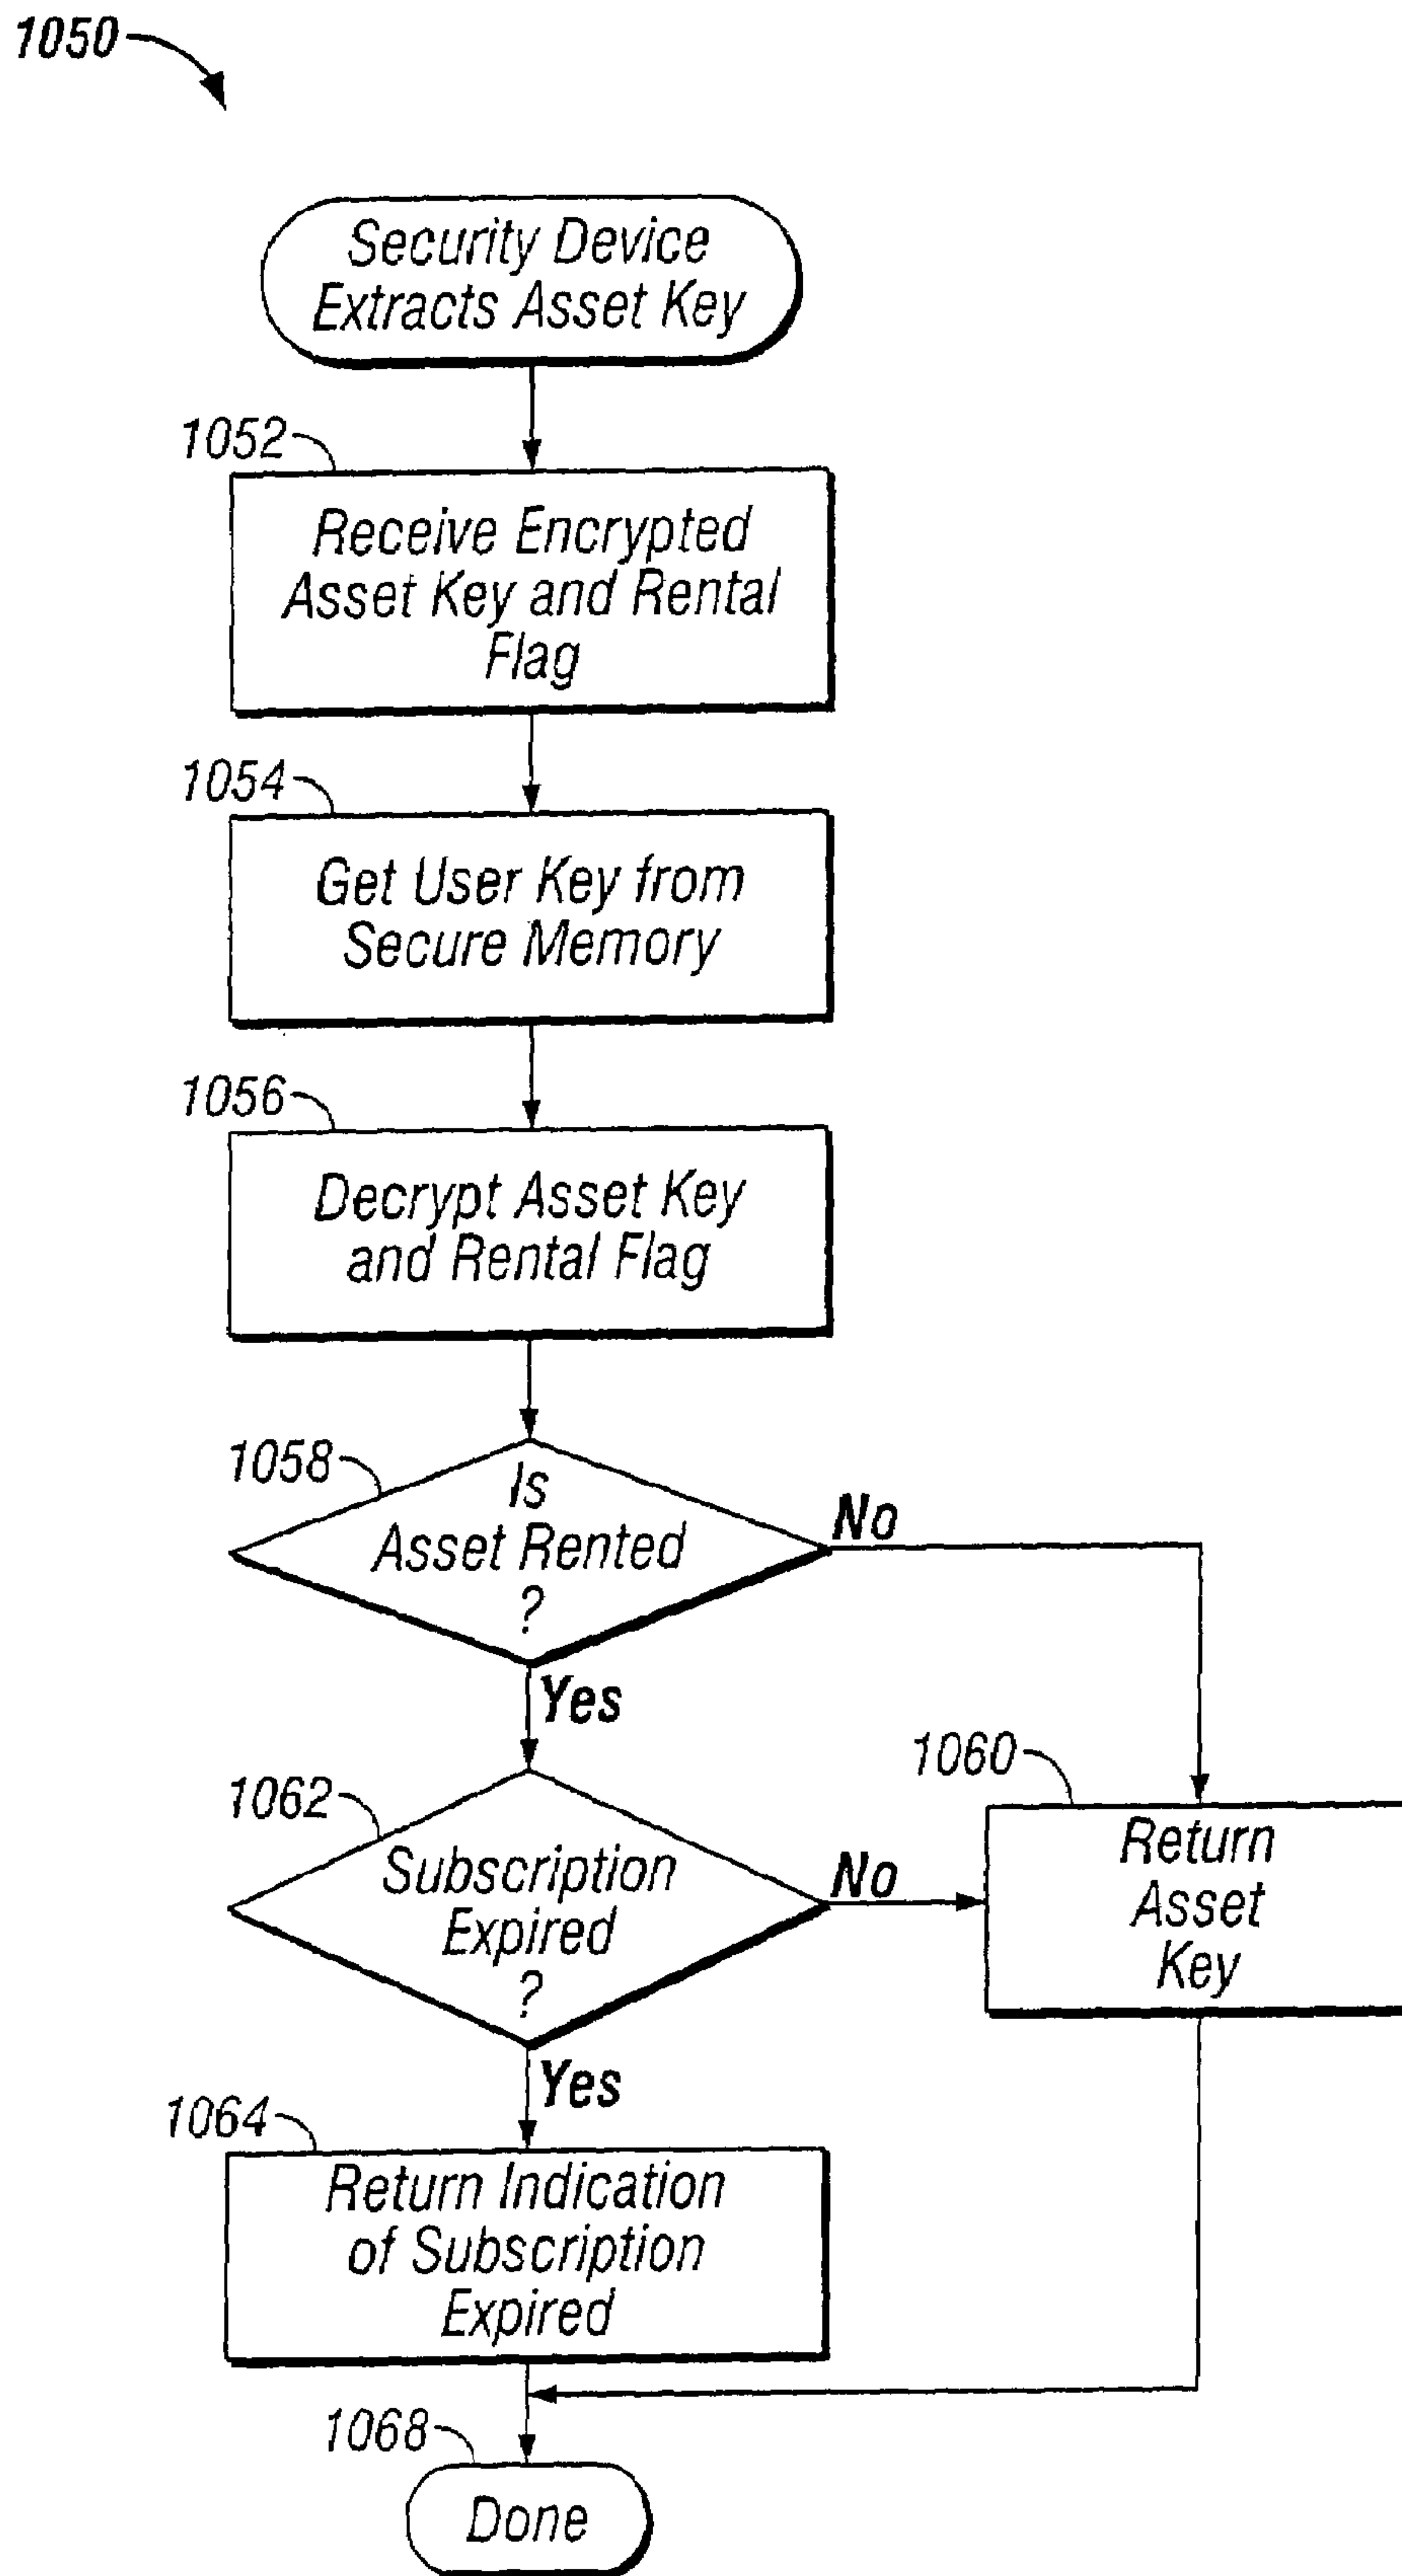 1050
Security Device
Extracts Asset Key
1052
Receive Encrypted
Asset Key and Rental
Flag
1054
Get User Key from
Secure Memory
1056
Decrypt Asset Key
and Rental Flag
1058
Is
Asset Rented
?
No
Yes
1060
Return
Asset
Key
1062
Subscription
Expired
?
No
Yes
1064
Return Indication
of Subscription
Expired
1068
Done